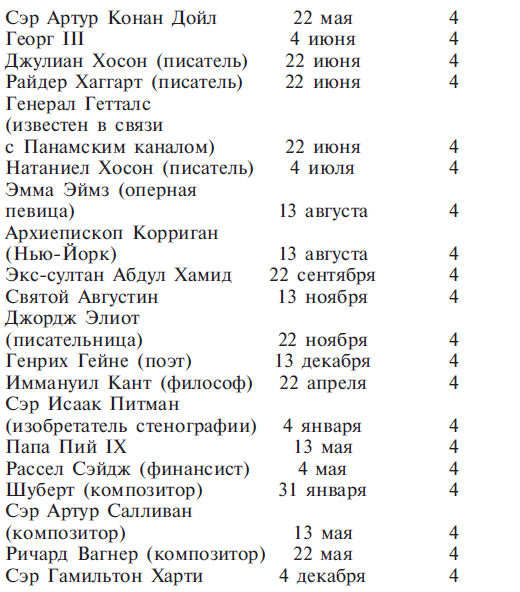 Сэр Артур Конан Дойл 22 мая 4
Георг III 4 июня 4
Джулиан Хосон (писатель) 22 июня 4
Райдер Хаггарт (писатель) 22 июня 4
Генерал Гетталс
(известен в связи
с Панамским каналом) 22 июня 4
Натаниел Хосон (писатель) 4 июля 4
Эмма Эймз (оперная
певица) 13 августа 4
Архиепископ Корриган
(Нью-Йорк) 13 августа 4
Экс-султан Абдул Хамид 22 сентября 4
Святой Августин 13 ноября 4
Джордж Элиот
(писательница) 22 ноября 4
Генрих Гейне (поэт) 13 декабря 4
Иммануил Кант (философ) 22 апреля 4
Сэр Исаак Питман
(изобретатель стенографии) 4 января 4
Папа Пий IX 13 мая 4
Рассел Сэйдж (финансист) 4 мая 4
Шуберт (композитор) 31 января 4
Сэр Артур Салливан
(композитор) 13 мая 4
Ричард Вагнер (композитор) 22 мая 4
Сэр Гамильтон Харти 4 декабря 4